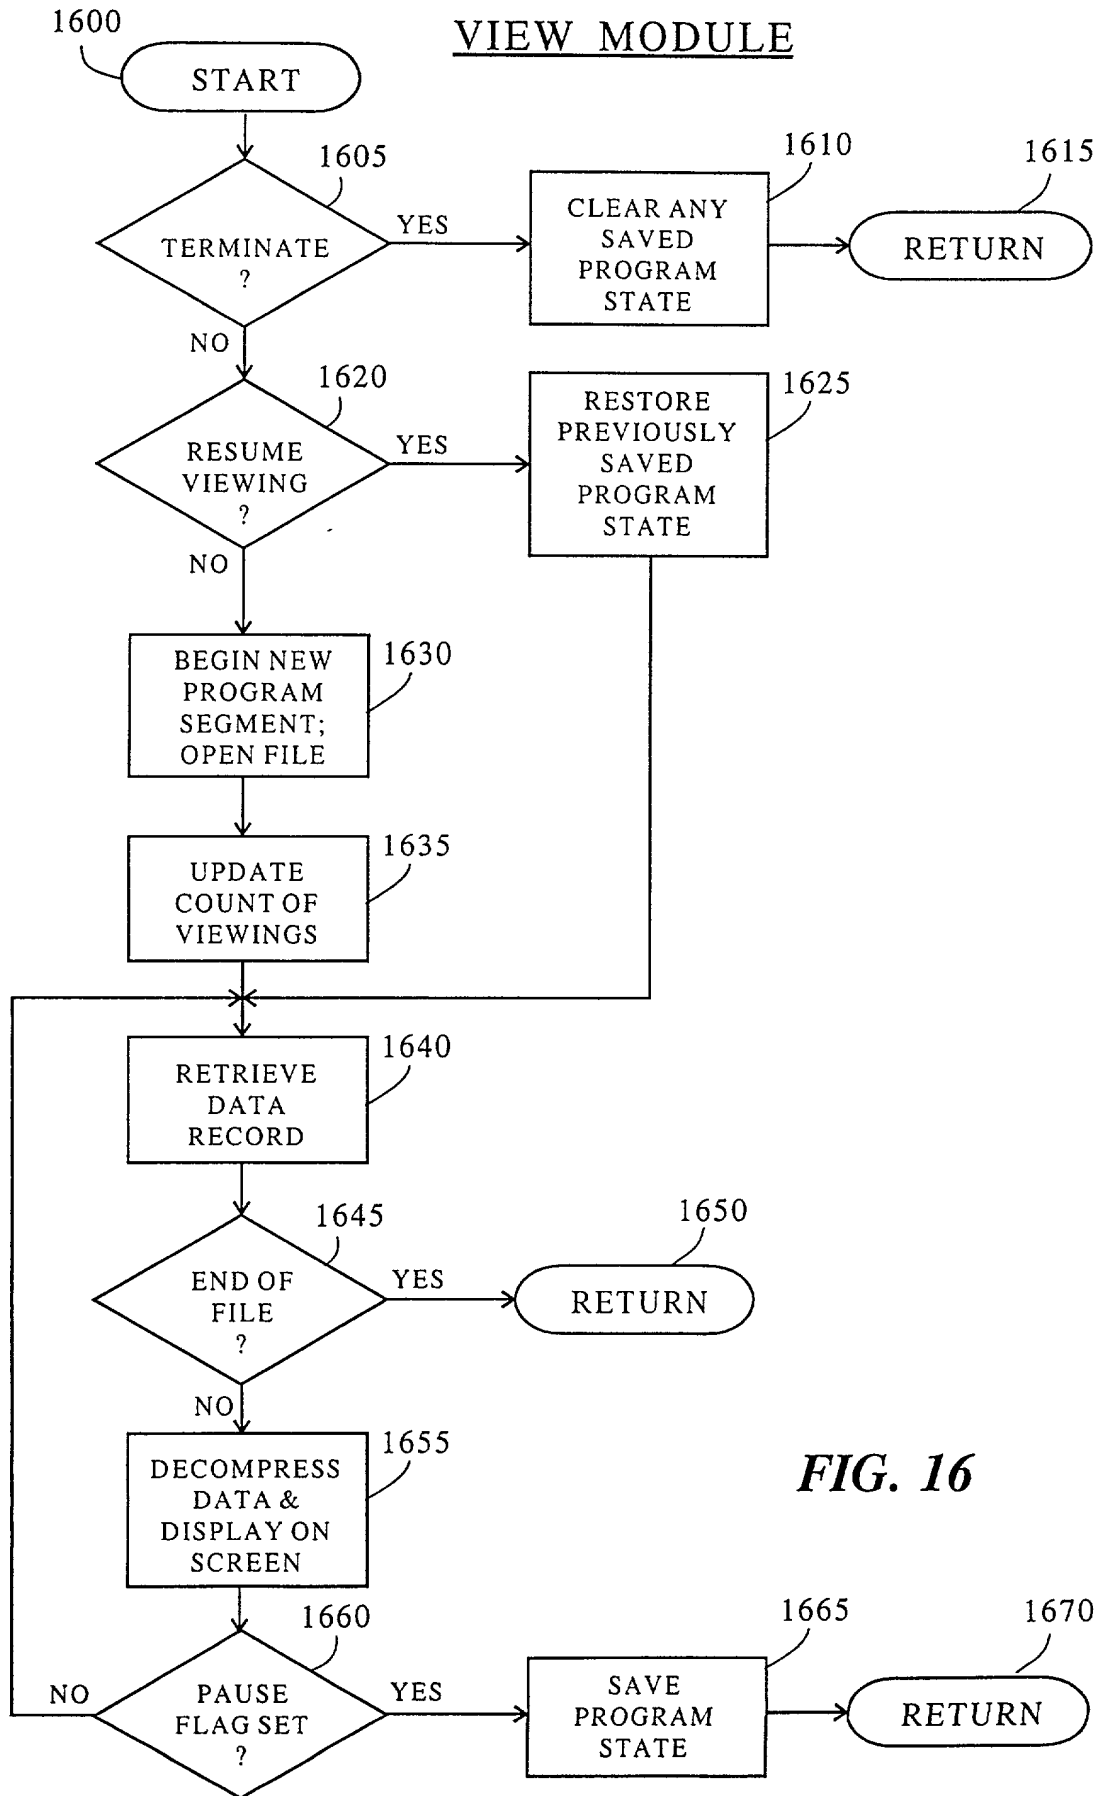 VIEW MODULE
1600
START
1605
TERMINATE
?
YES
NO
1610
CLEAR ANY
SAVED
PROGRAM
STATE
1615
RETURN
1620
RESUME
VIEWING
?
YES
NO
1625
RESTORE
PREVIOUSLY
SAVED
PROGRAM
STATE
1630
BEGIN NEW
PROGRAM
SEGMENT;
OPEN FILE
1635
UPDATE
COUNT OF
VIEWINGS
1640
RETRIEVE
DATA
RECORD
1645
END OF
FILE
?
YES
NO
1650
RETURN
1655
DECOMPRESS
DATA &
DISPLAY ON
SCREEN
1660
PAUSE
FLAG SET
?
NO
YES
1665
SAVE
PROGRAM
STATE
1670
RETURN
FIG. 16